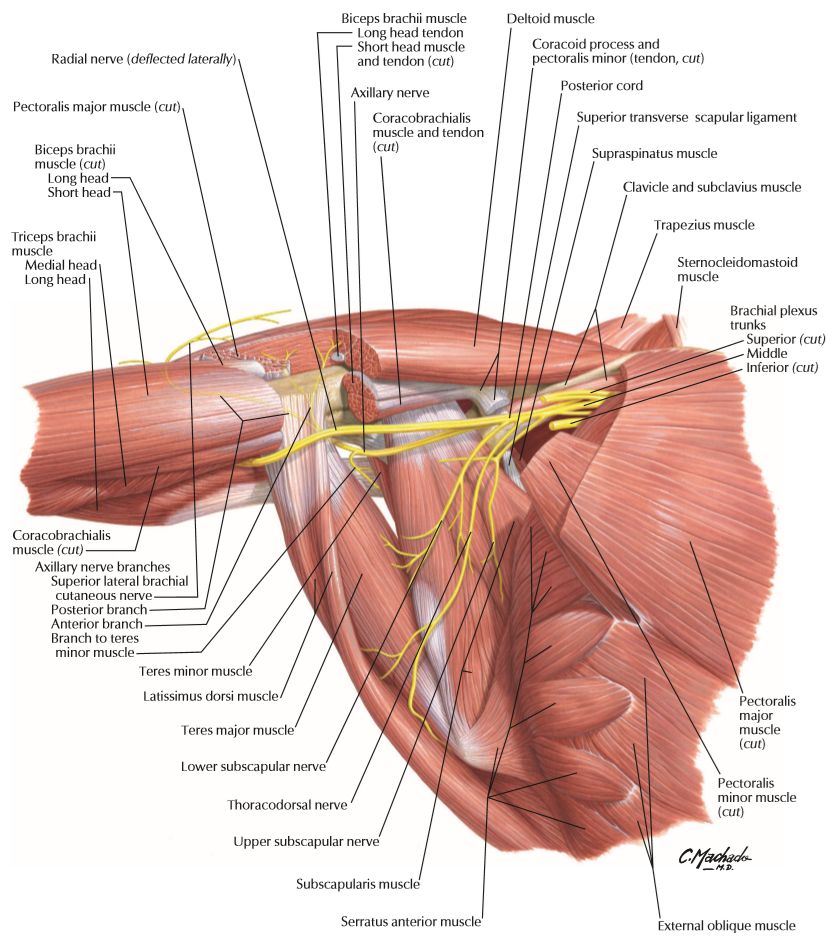 Biceps brachii muscle
Long head tendon
Short head muscle
and tendon (cut)
Deltoid muscle
Coracoid process and
pectoralis minor (tendon, cut)
Radial nerve (deflected laterally)
Posterior cord
Axillary nerve
Pectoralis major muscle (cut)
Coracobrachialis
muscle and tendon
(cut)
Superior transverse scapular ligament
Biceps brachii
muscle (cut)
Long head
Short head
Supraspinatus muscle
Clavicle and subclavius muscle
Trapezius muscle
Triceps brachii
muscle
Medial head
Long head
Sternocleidomastoid
muscle
Brachial plexus
trunks
Superior (cut)
Middle
Inferior (cut)
Coracobrachialis
muscle (cut)
Axillary nerve branches
Superior lateral brachial
cutaneous nerve
Posterior branch
Anterior branch
Branch to teres
minor muscle
Teres minor muscle
Latissimus dorsi muscle
Teres major muscle
Lower subscapular nerve
Thoracodorsal nerve
Upper subscapular nerve
Subscapularis muscle
Serratus anterior muscle
Pectoralis
major
muscle
(cut)
Pectoralis
minor muscle
(cut)
C. Machado
M.D.
External oblique muscle